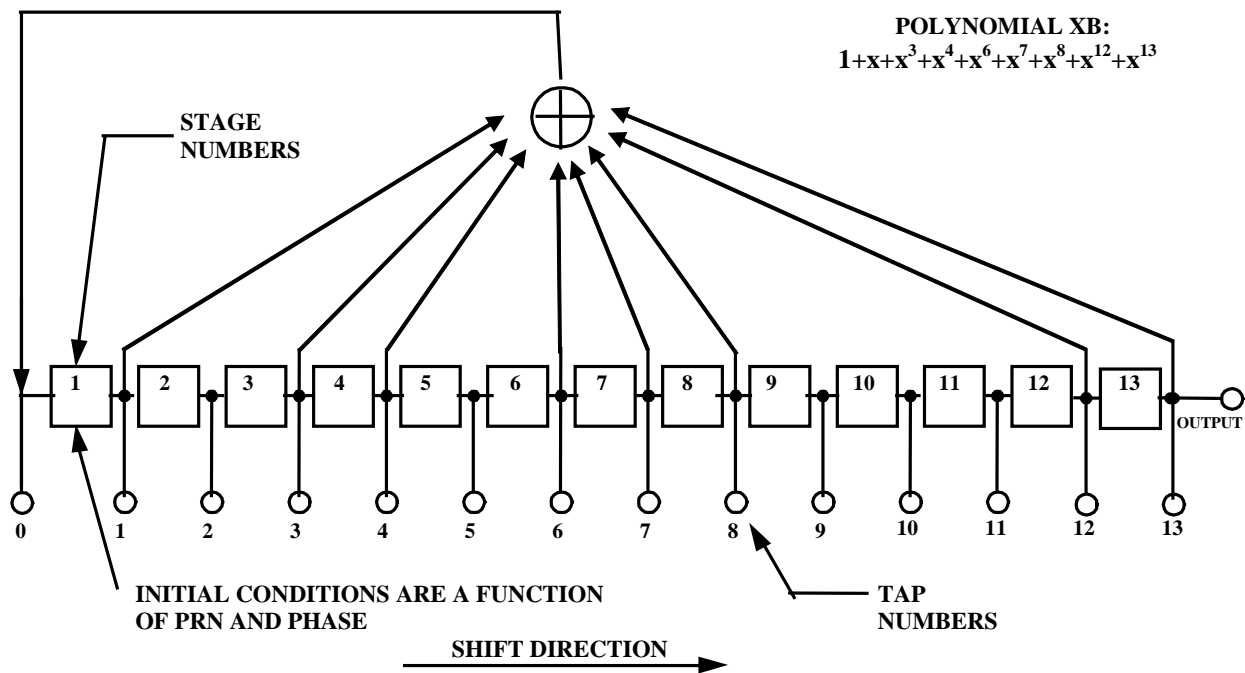 POLYNOMIAL XB:
1+x+x³+x⁴+x⁶+x⁷+x⁸+x¹²+x¹³
STAGE
NUMBERS
1 2 3 4 5 6 7 8 9 10 11 12 13
OUTPUT
0 1 2 3 4 5 6 7 8 9 10 11 12 13
INITIAL CONDITIONS ARE A FUNCTION
OF PRN AND PHASE
TAP
NUMBERS
SHIFT DIRECTION